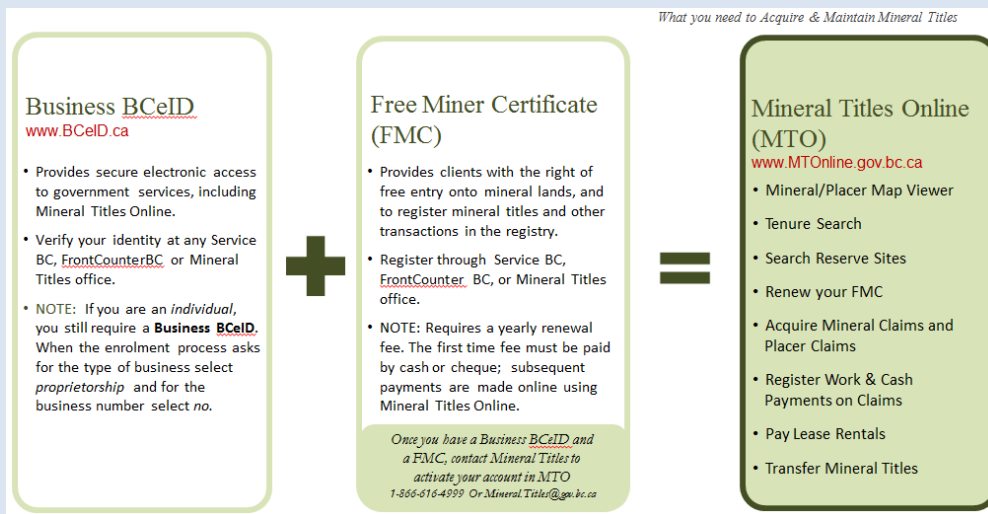 What you need to Acquire & Maintain Mineral Titles
Business BCeID
www.BCeID.ca
• Provides secure electronic access
to government services, including
Mineral Titles Online.
• Verify your identity at any Service
BC, FrontCounterBC or Mineral
Titles office.
• NOTE: If you are an individual,
you still require a Business BCeID.
When the enrolment process asks
for the type of business select
proprietorship and for the
business number select no.
Free Miner Certificate
(FMC)
• Provides clients with the right of
free entry onto mineral lands, and
to register mineral titles and other
transactions in the registry.
• Register through Service BC,
FrontCounter BC, or Mineral Titles
office.
• NOTE: Requires a yearly renewal
fee. The first time fee must be paid
by cash or cheque; subsequent
payments are made online using
Mineral Titles Online.
Once you have a Business BCeID and
a FMC, contact Mineral Titles to
activate your account in MTO
1-866-616-4999 Or Mineral.Titles@gov.bc.ca
Mineral Titles Online
(MTO)
www.MTOnline.gov.bc.ca
• Mineral/Placer Map Viewer
• Tenure Search
• Search Reserve Sites
• Renew your FMC
• Acquire Mineral Claims and
Placer Claims
• Register Work & Cash
Payments on Claims
• Pay Lease Rentals
• Transfer Mineral Titles